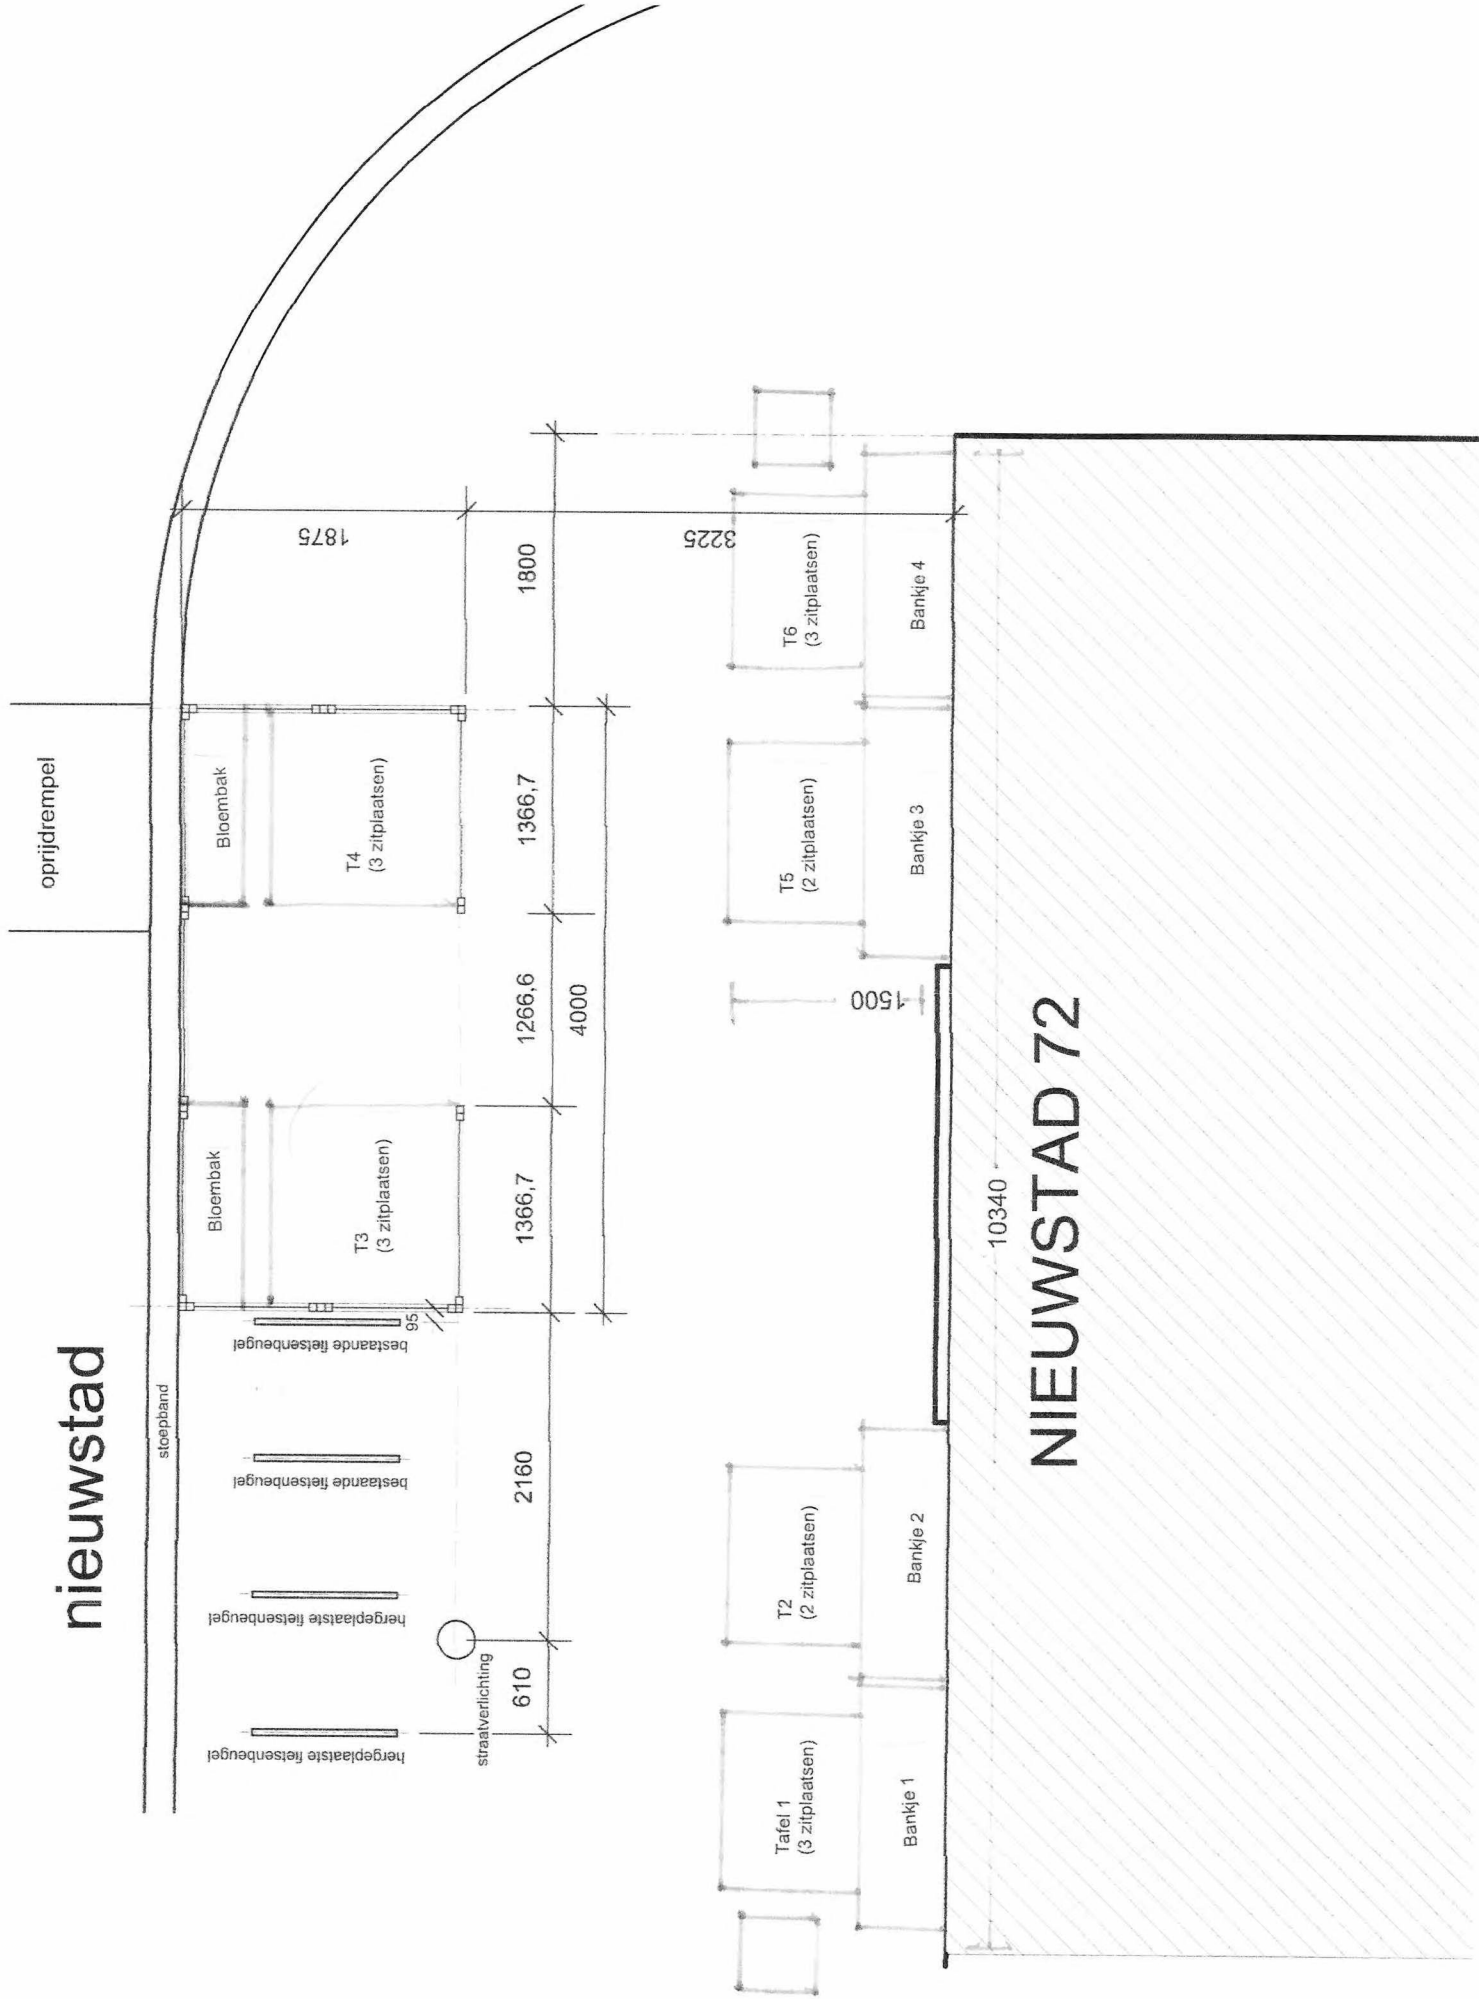 nieuwstad
stoepband
oprijdrempel
hergeplaatste fietsenbeugel
hergeplaatste fietsenbeugel
bestaande fietsenbeugel
bestaande fietsenbeugel
95
straatverlichting
Bloembak
Bloembak
T3
(3 zitplaatsen)
T4
(3 zitplaatsen)
1875
3225
610
2160
1366,7
1266,6
1366,7
1800
4000
Tafel 1
(3 zitplaatsen)
T2
(2 zitplaatsen)
T5
(2 zitplaatsen)
T6
(3 zitplaatsen)
1500
Bankje 1
Bankje 2
Bankje 3
Bankje 4
10340
NIEUWSTAD 72